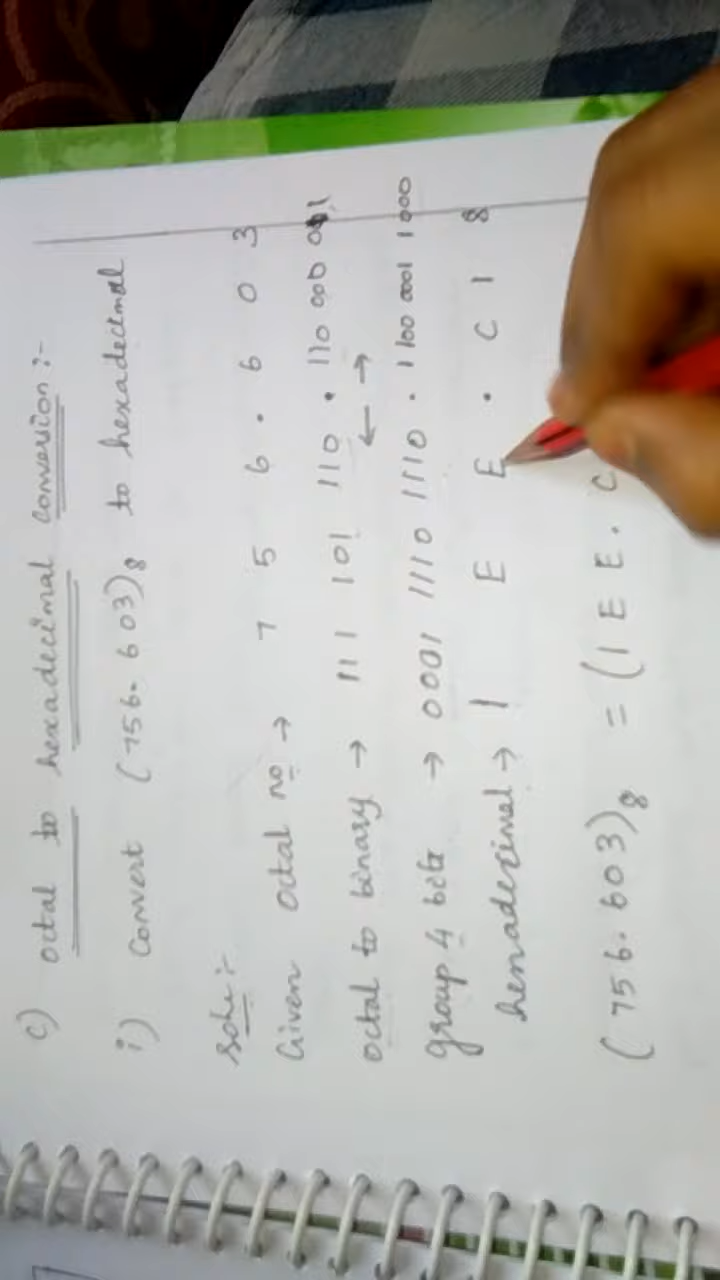 c) octal to hexadecimal conversion :-
i) Convert (756.603)8 to hexadecimal
Soln :-
Given octal no → 7 5 6 . 6 0 3
octal to binary → 111 101 110 . 110 000 011
group 4 bits → 0001 1110 1110 . 1100 0001 1000
hexadecimal → 1 E E . C 1 8
(756.603)8 = (1EE.C